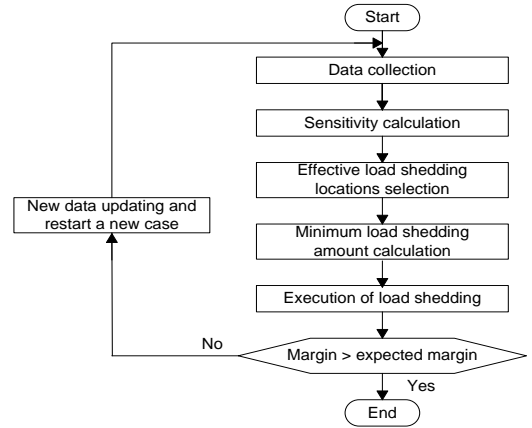 Start
Data collection
Sensitivity calculation
Effective load shedding
locations selection
New data updating and
restart a new case
Minimum load shedding
amount calculation
Execution of load shedding
No
Margin > expected margin
Yes
End